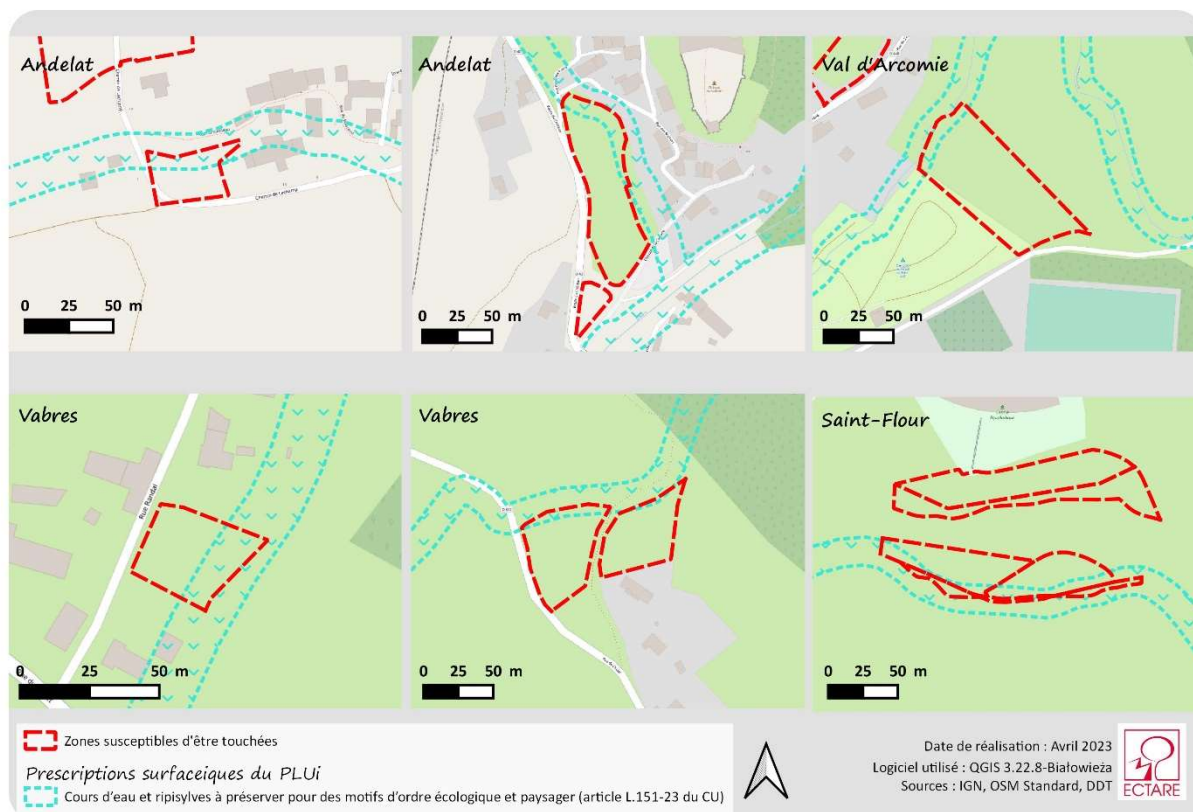 Andelat
0 25 50 m
Andelat
0 25 50 m
Val d'Arcomie
0 25 50 m
Vabres
Rue Randal
0 25 50 m
Vabres
0 25 50 m
Saint-Flour
0 25 50 m
Zones susceptibles d'être touchées
Prescriptions surfaceiques du PLUi
Cours d'eau et ripisylves à préserver pour des motifs d'ordre écologique et paysager (article L.151-23 du CU)
Date de réalisation : Avril 2023
Logiciel utilisé : QGIS 3.22.8-Białowieża
Sources : IGN, OSM Standard, DDT
ECTARE